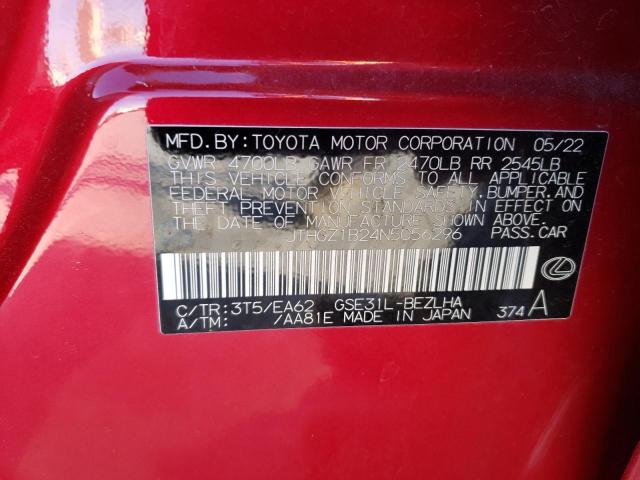 MFD.BY:TOYOTA MOTOR CORPORATION 05/22
GVWR 4700LB GAWR FR 2470LB RR 2545LB
THIS VEHICLE CONFORMS TO ALL APPLICABLE
FEDERAL MOTOR VEHICLE SAFETY, BUMPER, AND
THEFT PREVENTION STANDARDS IN EFFECT ON
THE DATE OF MANUFACTURE SHOWN ABOVE.
JTHGZ1B24N5056296 PASS.CAR
C/TR:3T5/EA62 GSE31L-BEZLHA
A/TM: /AA81E MADE IN JAPAN 374 A